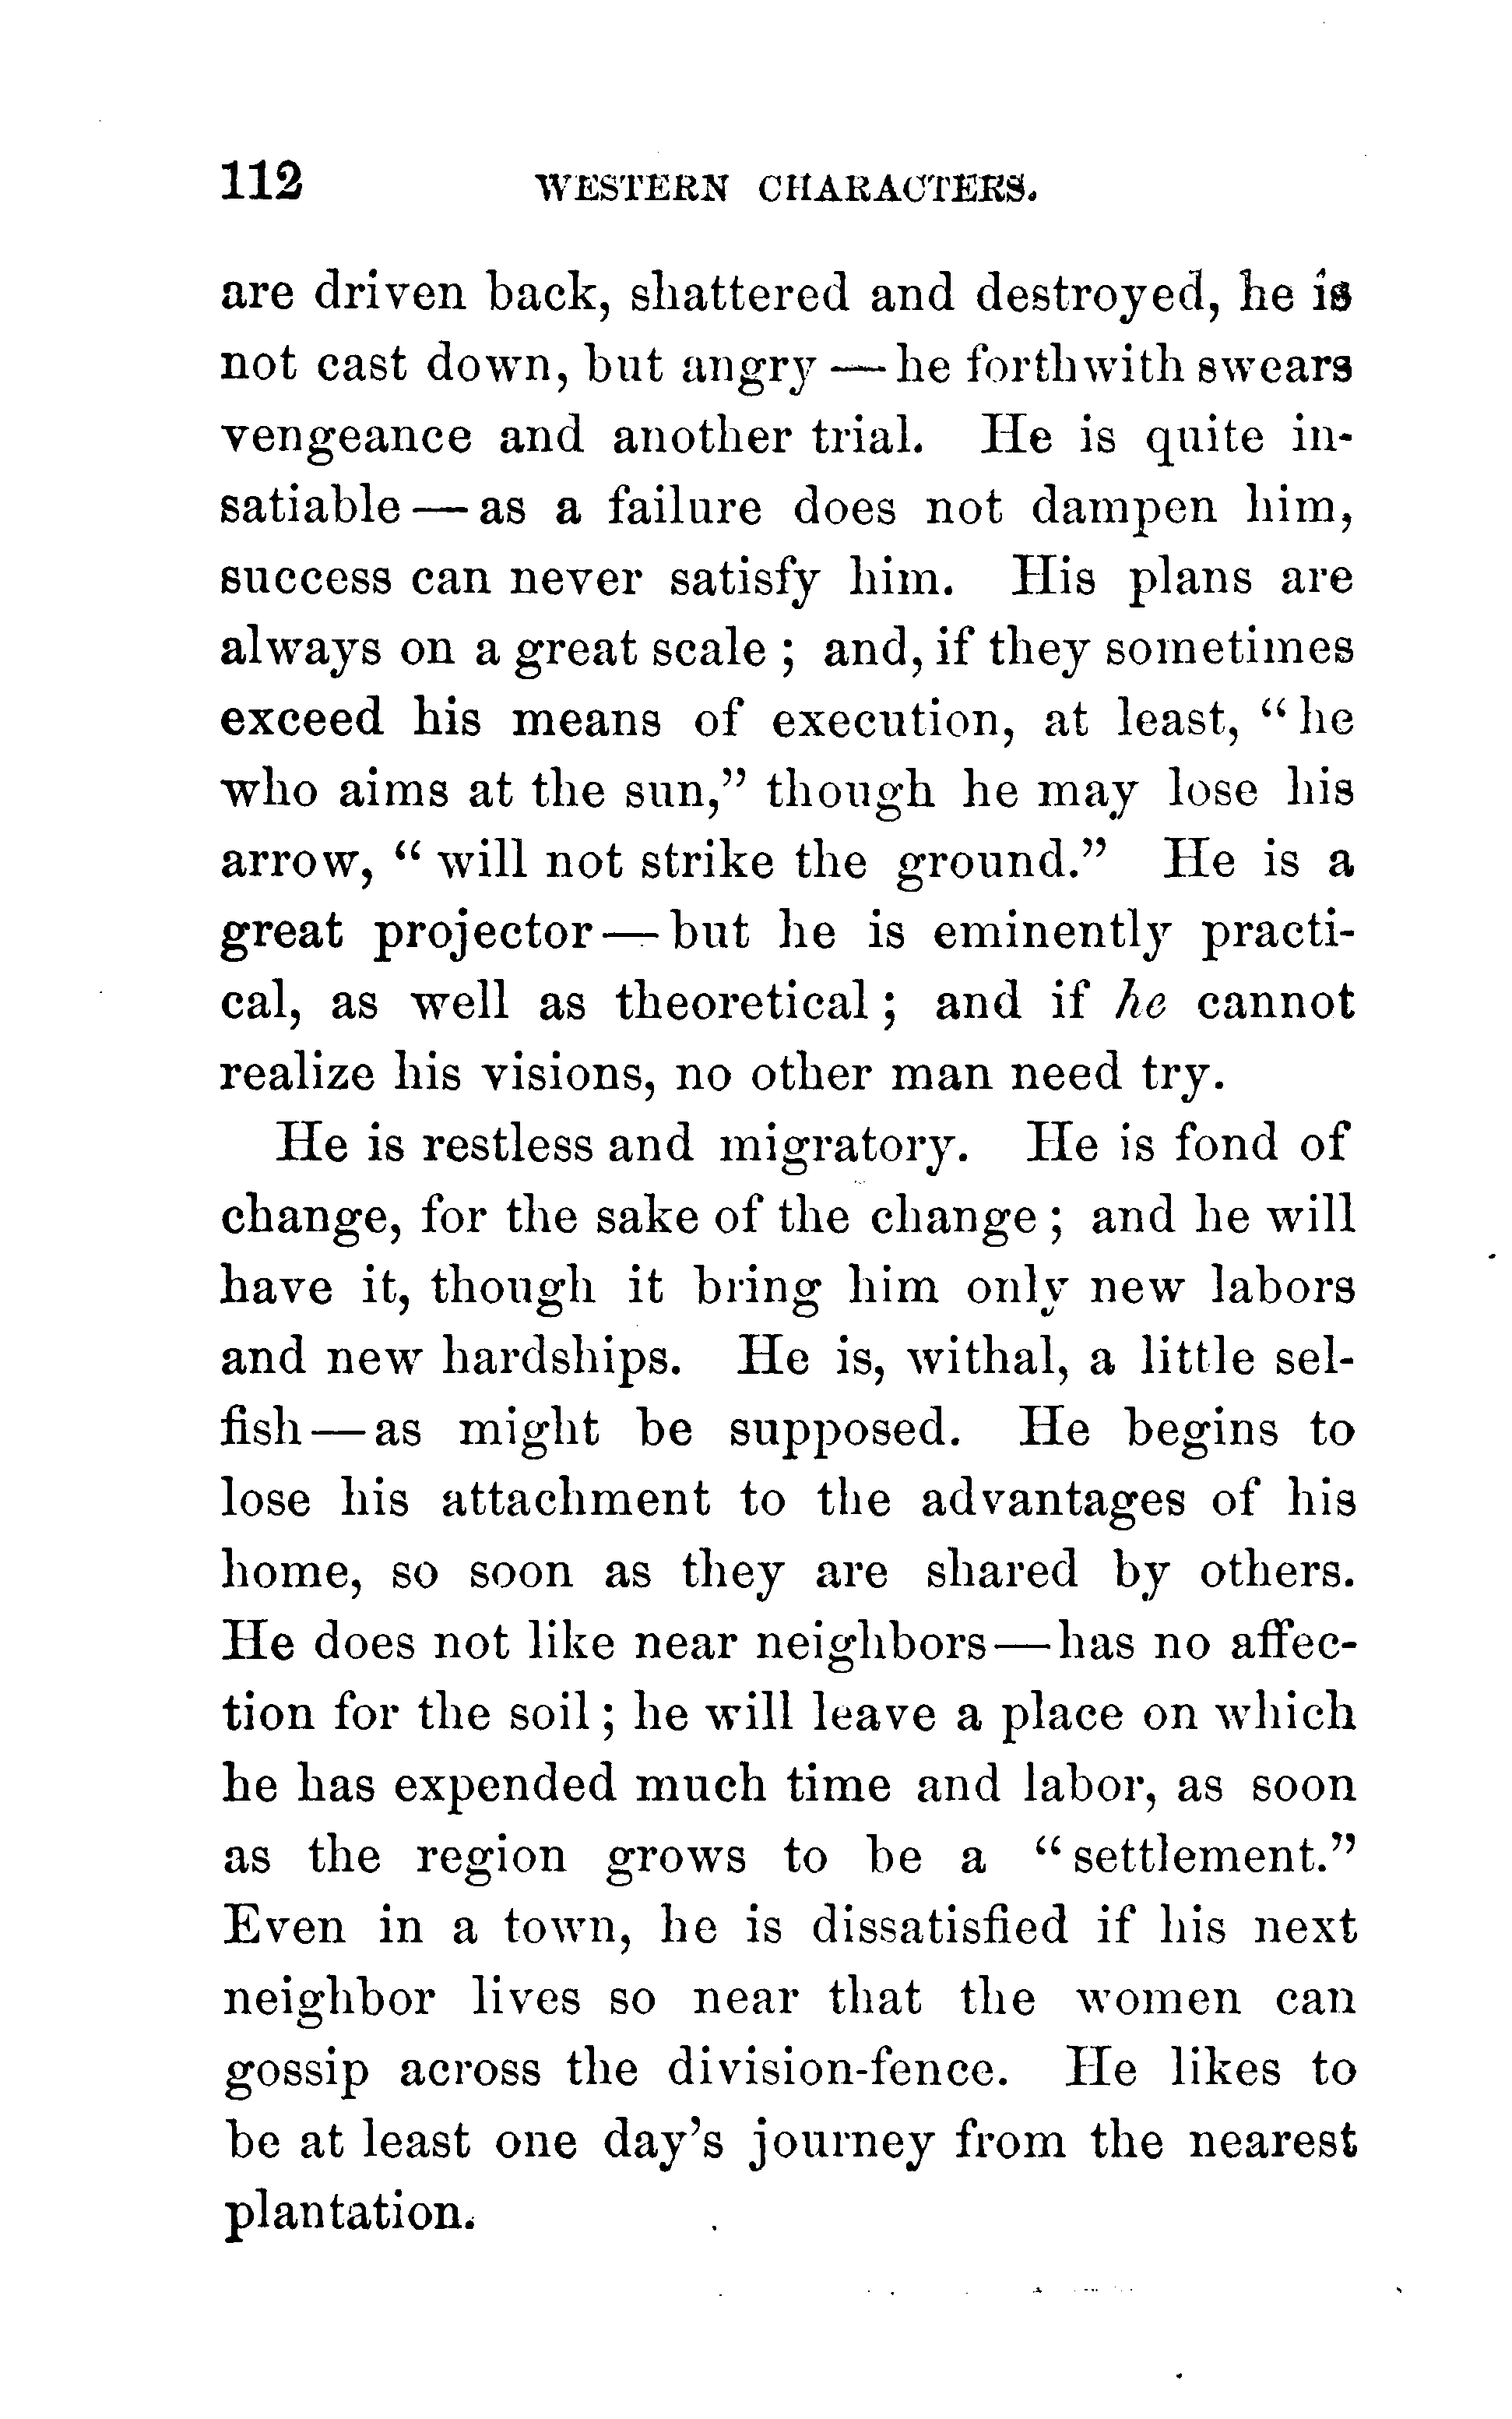 112 WESTERN CHARACTERS.
are driven back, shattered and destroyed, he is
not cast down, but angry — he forthwith swears
vengeance and another trial. He is quite in-
satiable — as a failure does not dampen him,
success can never satisfy him. His plans are
always on a great scale ; and, if they sometimes
exceed his means of execution, at least, “ he
who aims at the sun,” though he may lose his
arrow, “ will not strike the ground.” He is a
great projector — but he is eminently practi-
cal, as well as theoretical ; and if he cannot
realize his visions, no other man need try.
He is restless and migratory. He is fond of
change, for the sake of the change ; and he will
have it, though it bring him only new labors
and new hardships. He is, withal, a little sel-
fish — as might be supposed. He begins to
lose his attachment to the advantages of his
home, so soon as they are shared by others.
He does not like near neighbors — has no affec-
tion for the soil ; he will leave a place on which
he has expended much time and labor, as soon
as the region grows to be a “ settlement.”
Even in a town, he is dissatisfied if his next
neighbor lives so near that the women can
gossip across the division-fence. He likes to
be at least one day’s journey from the nearest
plantation.